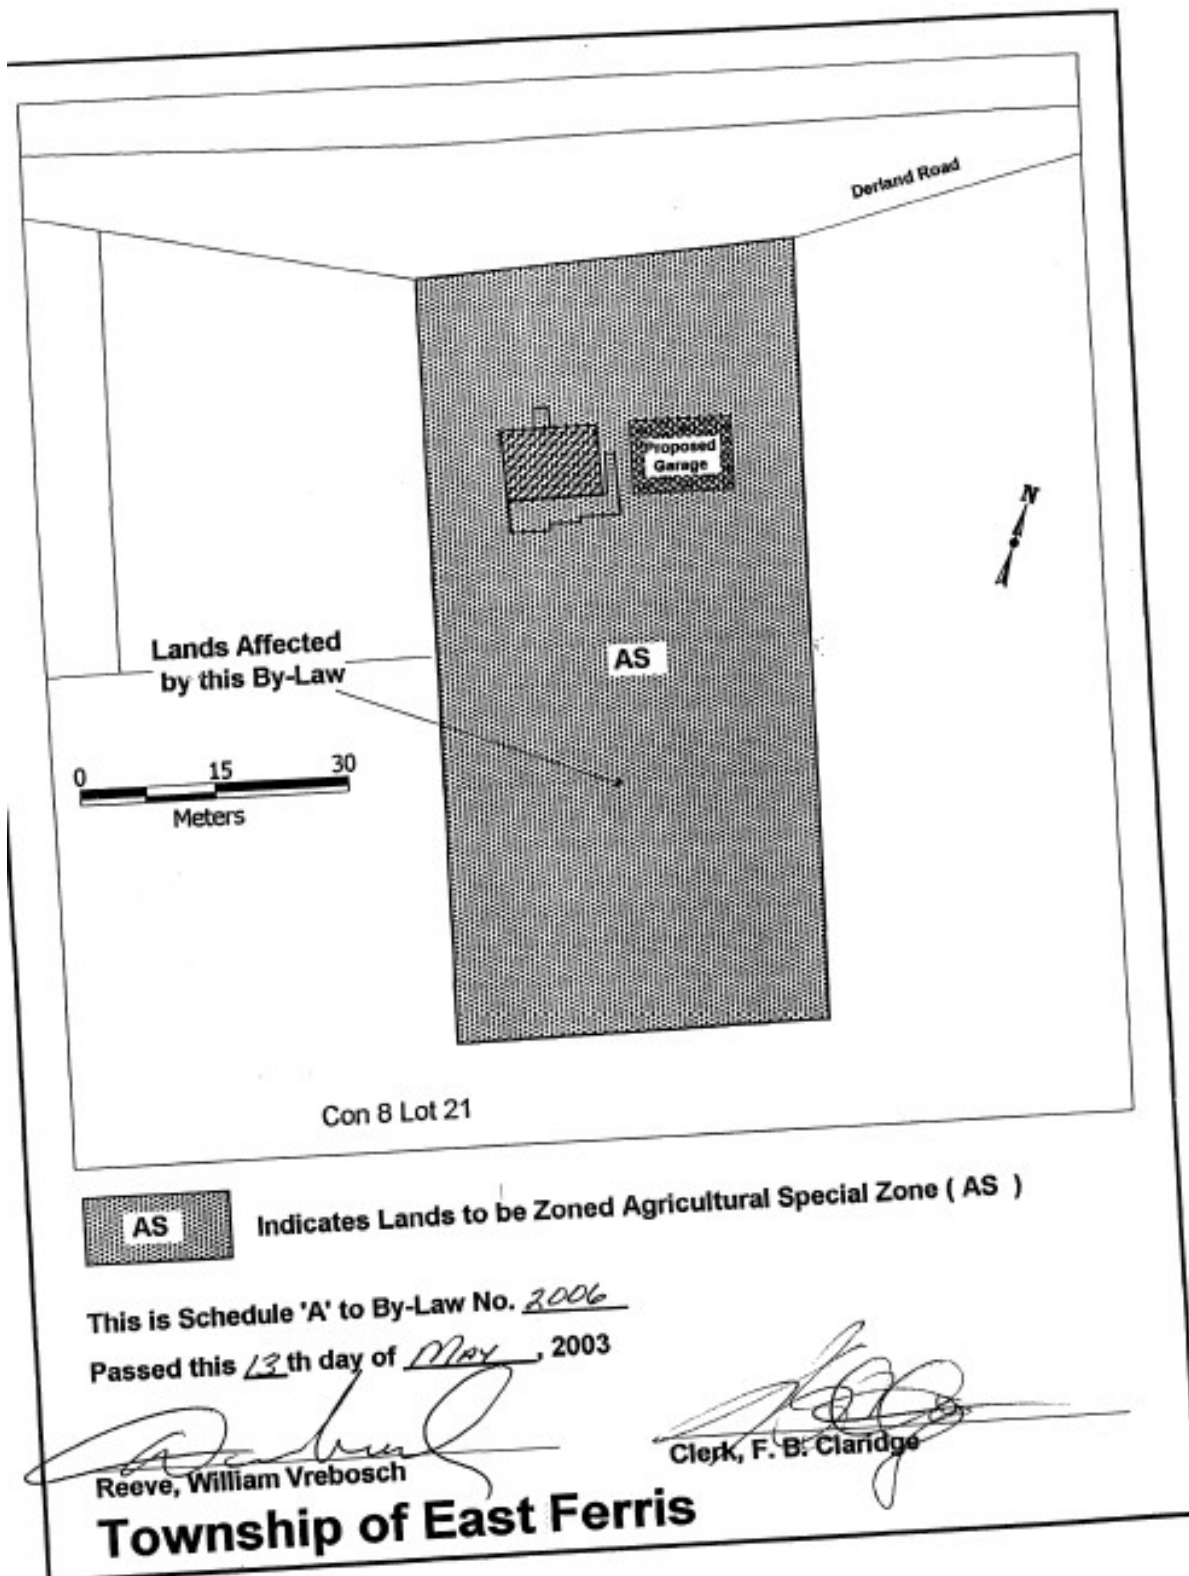 Derland Road
Proposed
Garage
N
Lands Affected
by this By-Law
AS
0 15 30
Meters
Con 8 Lot 21
AS Indicates Lands to be Zoned Agricultural Special Zone ( AS )
This is Schedule 'A' to By-Law No. 2006
Passed this 13th day of May, 2003
Reeve, William Vrebosch
Clerk, F. B. Claridge
Township of East Ferris